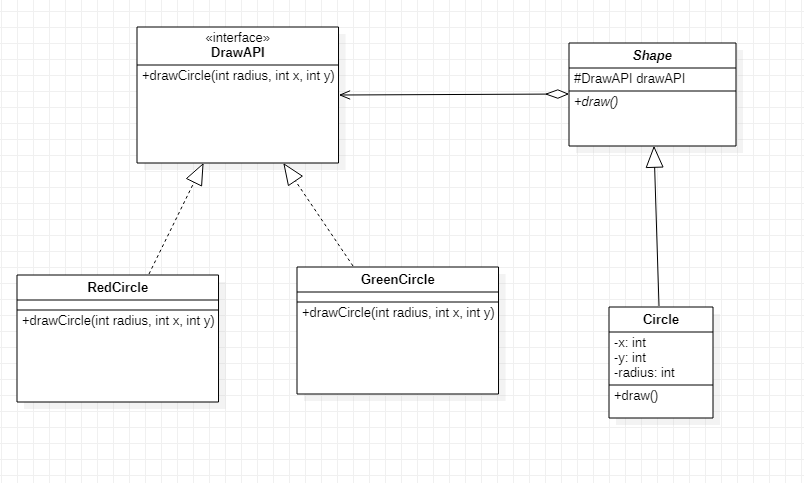 «interface»
DrawAPI
+drawCircle(int radius, int x, int y)
Shape
#DrawAPI drawAPI
+draw()
RedCircle
+drawCircle(int radius, int x, int y)
GreenCircle
+drawCircle(int radius, int x, int y)
Circle
-x: int
-y: int
-radius: int
+draw()